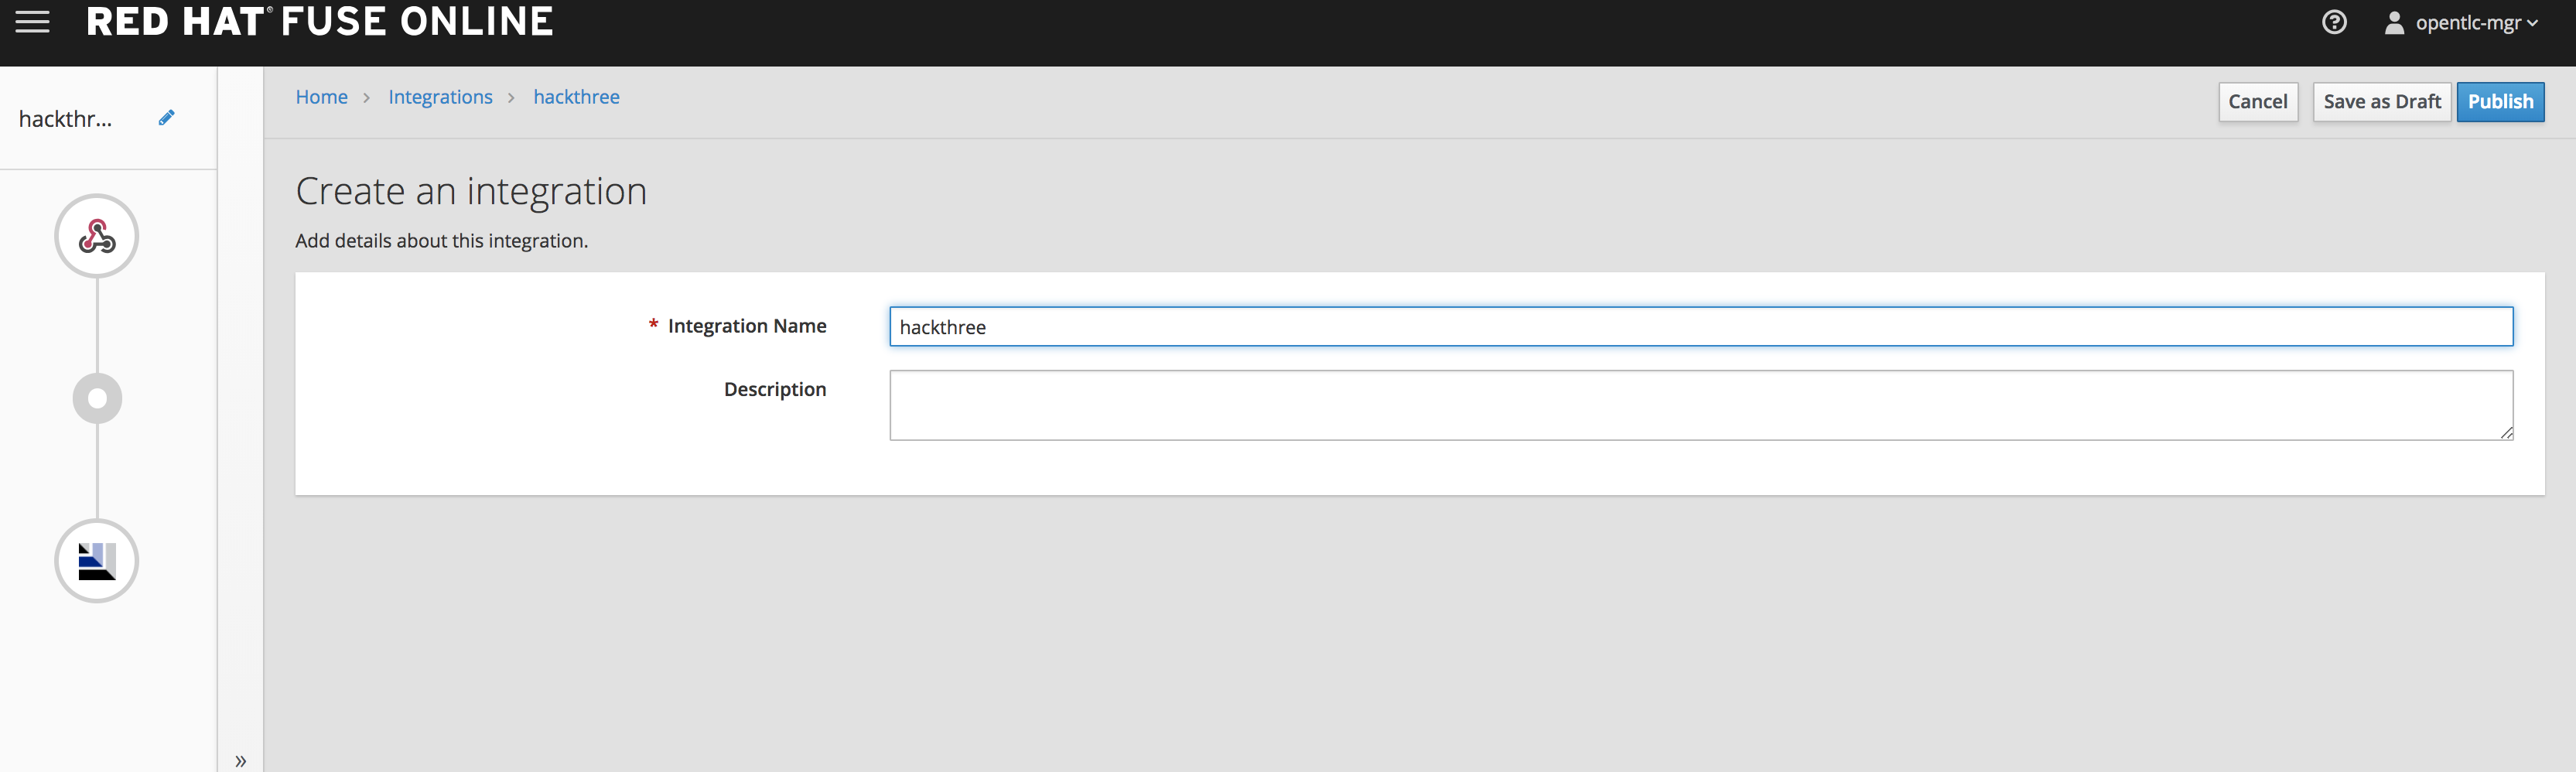 RED HAT® FUSE ONLINE
opentlc-mgr
hackthr...
Home > Integrations > hackthree
Cancel
Save as Draft
Publish
Create an integration
Add details about this integration.
* Integration Name
hackthree
Description
»